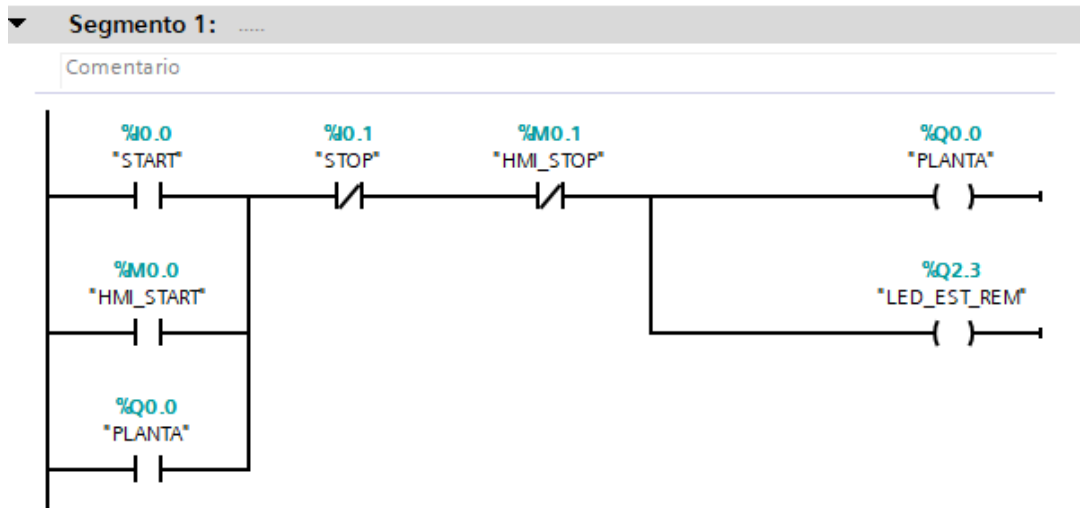 Segmento 1: .....
Comentario
%I0.0 %I0.1 %M0.1 %Q0.0
"START" "STOP" "HMI_STOP" "PLANTA"
%M0.0 %Q2.3
"HMI_START" "LED_EST_REM"
%Q0.0
"PLANTA"